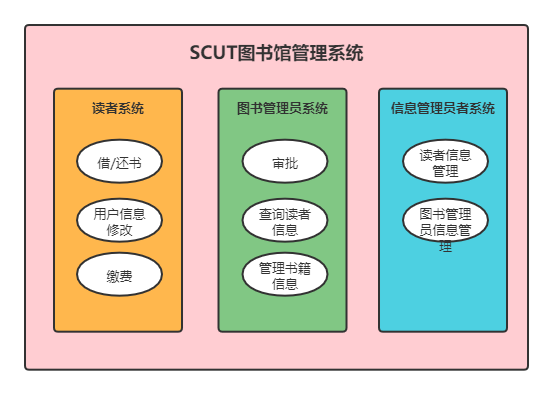 SCUT图书馆管理系统
读者系统
借/还书
用户信息
修改
缴费
图书管理员系统
审批
查询读者
信息
管理书籍
信息
信息管理员者系统
读者信息
管理
图书管理
员信息管
理